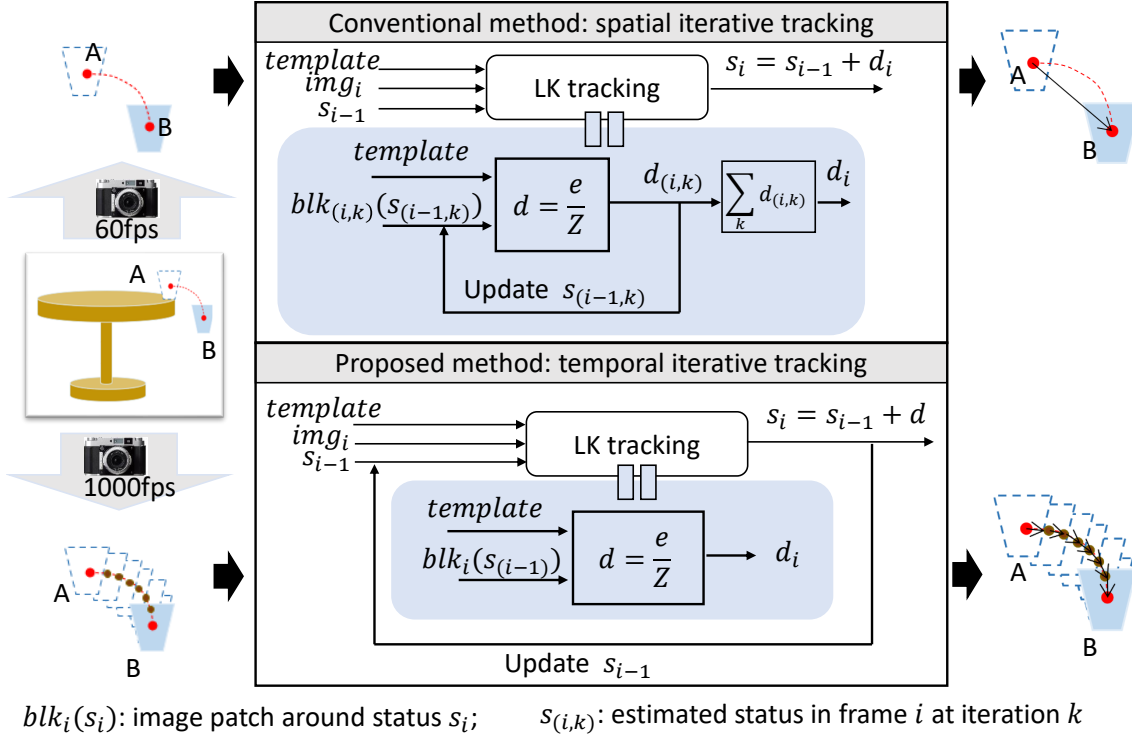 Conventional method: spatial iterative tracking
A
B
60fps
template
img_i
s_{i-1}
LK tracking
s_i = s_{i-1} + d_i
template
blk_{(i,k)}(s_{(i-1,k)})
d = \frac{e}{Z}
d_{(i,k)}
\sum_k d_{(i,k)}
d_i
Update s_{(i-1,k)}
A
B
A
B
Proposed method: temporal iterative tracking
1000fps
template
img_i
s_{i-1}
LK tracking
s_i = s_{i-1} + d
template
blk_i(s_{(i-1)})
d = \frac{e}{Z}
d_i
Update s_{i-1}
A
B
A
B
blk_i(s_i): image patch around status s_i;
s_{(i,k)}: estimated status in frame i at iteration k